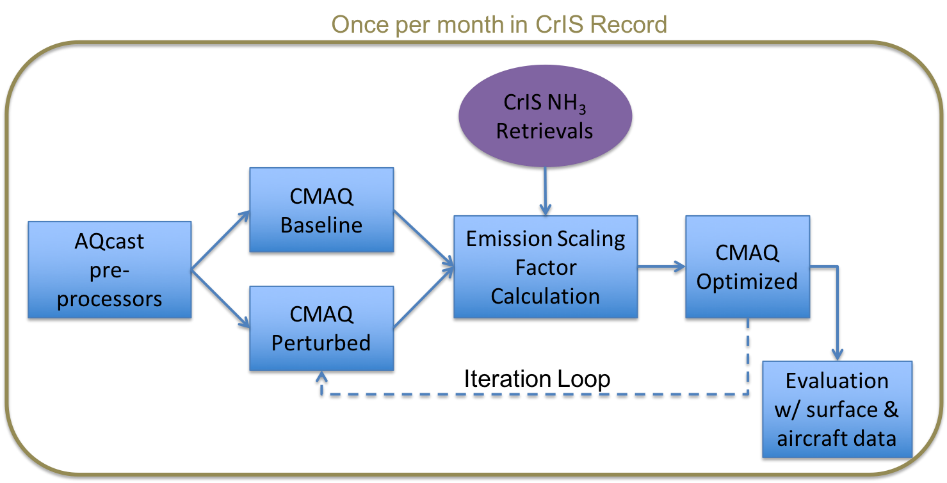 Once per month in CrIS Record
CrIS NH₃
Retrievals
CMAQ
Baseline
AQcast
pre-
processors
Emission Scaling
Factor
Calculation
CMAQ
Optimized
CMAQ
Perturbed
Iteration Loop
Evaluation
w/ surface &
aircraft data